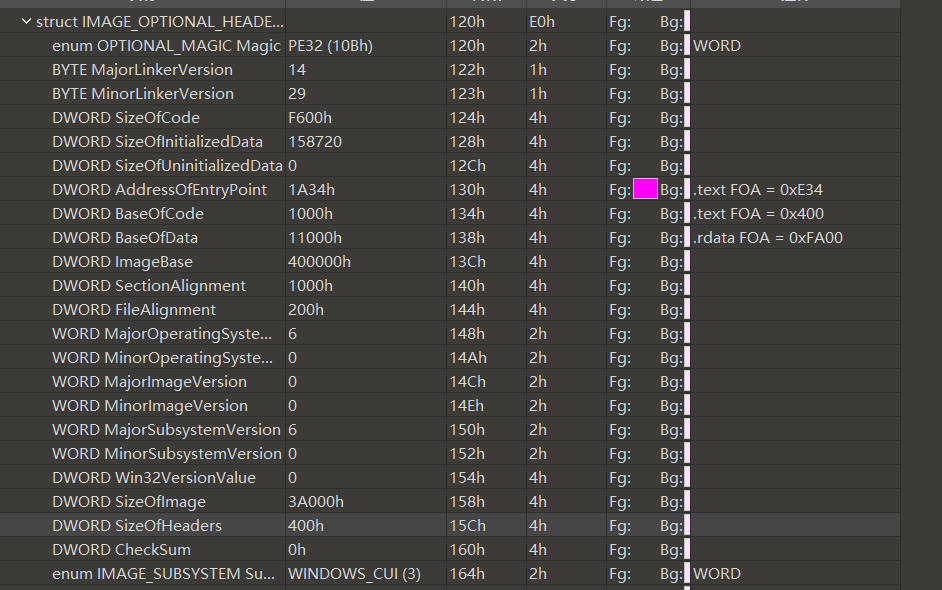 struct IMAGE_OPTIONAL_HEADE... 120h E0h Fg: Bg:
enum OPTIONAL_MAGIC Magic PE32 (10Bh) 120h 2h Fg: Bg: WORD
BYTE MajorLinkerVersion 14 122h 1h Fg: Bg:
BYTE MinorLinkerVersion 29 123h 1h Fg: Bg:
DWORD SizeOfCode F600h 124h 4h Fg: Bg:
DWORD SizeOfInitializedData 158720 128h 4h Fg: Bg:
DWORD SizeOfUninitializedData 0 12Ch 4h Fg: Bg:
DWORD AddressOfEntryPoint 1A34h 130h 4h Fg: Bg: .text FOA = 0xE34
DWORD BaseOfCode 1000h 134h 4h Fg: Bg: .text FOA = 0x400
DWORD BaseOfData 11000h 138h 4h Fg: Bg: .rdata FOA = 0xFA00
DWORD ImageBase 400000h 13Ch 4h Fg: Bg:
DWORD SectionAlignment 1000h 140h 4h Fg: Bg:
DWORD FileAlignment 200h 144h 4h Fg: Bg:
WORD MajorOperatingSyste... 6 148h 2h Fg: Bg:
WORD MinorOperatingSyste... 0 14Ah 2h Fg: Bg:
WORD MajorImageVersion 0 14Ch 2h Fg: Bg:
WORD MinorImageVersion 0 14Eh 2h Fg: Bg:
WORD MajorSubsystemVersion 6 150h 2h Fg: Bg:
WORD MinorSubsystemVersion 0 152h 2h Fg: Bg:
DWORD Win32VersionValue 0 154h 4h Fg: Bg:
DWORD SizeOfImage 3A000h 158h 4h Fg: Bg:
DWORD SizeOfHeaders 400h 15Ch 4h Fg: Bg:
DWORD CheckSum 0h 160h 4h Fg: Bg:
enum IMAGE_SUBSYSTEM Su... WINDOWS_CUI (3) 164h 2h Fg: Bg: WORD